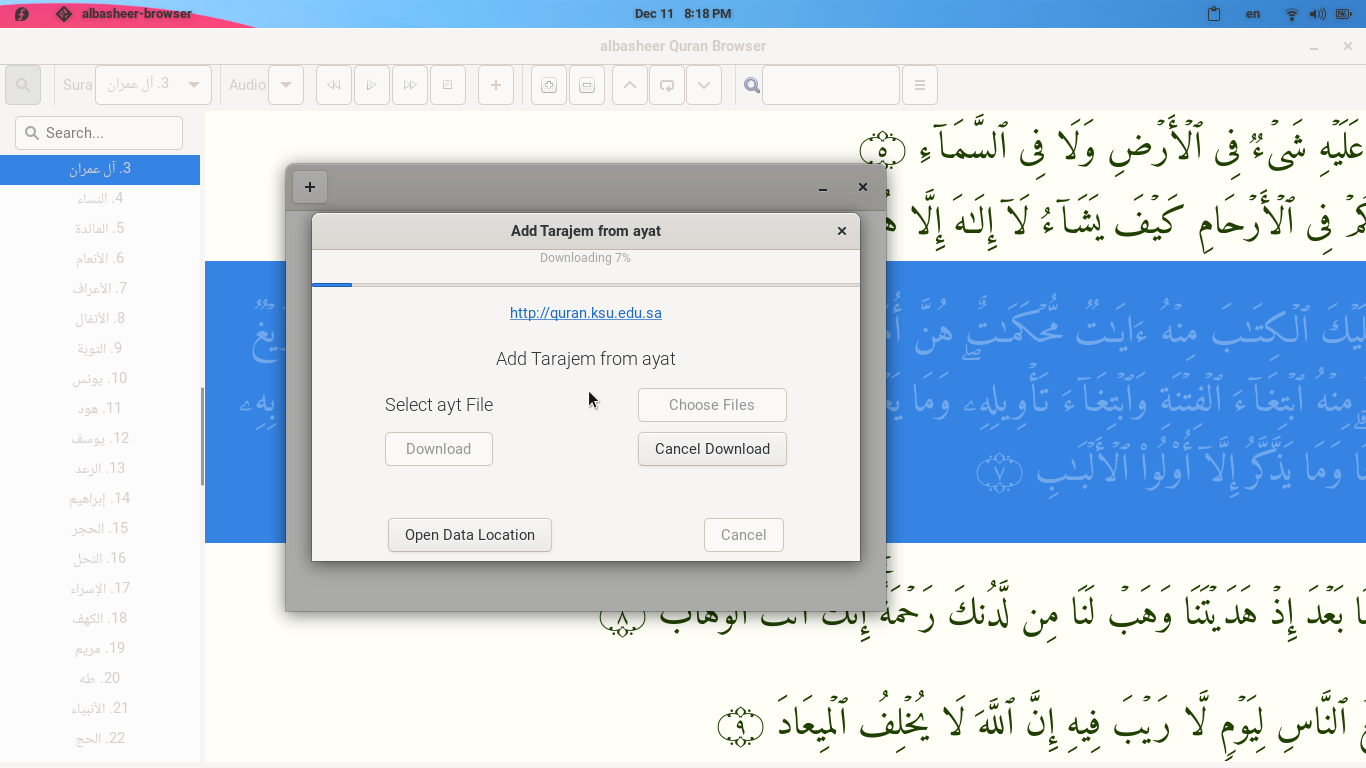 albasheer-browser
Dec 11 8:18 PM
en
albasheer Quran Browser
Sura
3. آل عمران
Audio
Search...
3. آل عمران
4. النساء
5. المائدة
6. الأنعام
7. الأعراف
8. الأنفال
9. التوبة
10. يونس
11. هود
12. يوسف
13. الرعد
14. إبراهيم
15. الحجر
16. النحل
17. الإسراء
18. الكهف
19. مريم
20. طه
21. الأنبياء
22. الحج
عَلَيْهِ شَىْءٌۭ فِى ٱلْأَرْضِ وَلَا فِى ٱلسَّمَآءِ ٥
فِى ٱلْأَرْحَامِ كَيْفَ يَشَآءُ لَآ إِلَـٰهَ إِلَّا
ٱلْكِتَـٰبَ مِنْهُ ءَايَـٰتٌۭ مُّحْكَمَـٰتٌ هُنَّ
مِنْهُ ٱبْتِغَآءَ ٱلْفِتْنَةِ وَٱبْتِغَآءَ تَأْوِيلِهِۦ وَمَا
وَمَا يَذَّكَّرُ إِلَّآ أُو۟لُوا۟ ٱلْأَلْبَـٰبِ ٧
بَعْدَ إِذْ هَدَيْتَنَا وَهَبْ لَنَا مِن لَّدُنكَ رَحْمَةً إِنَّكَ أَنتَ ٱلْوَهَّابُ ٨
ٱلنَّاسِ لِيَوْمٍۢ لَّا رَيْبَ فِيهِ إِنَّ ٱللَّهَ لَا يُخْلِفُ ٱلْمِيعَادَ ٩
Add Tarajem from ayat
Downloading 7%
http://quran.ksu.edu.sa
Add Tarajem from ayat
Select ayt File
Choose Files
Download
Cancel Download
Open Data Location
Cancel